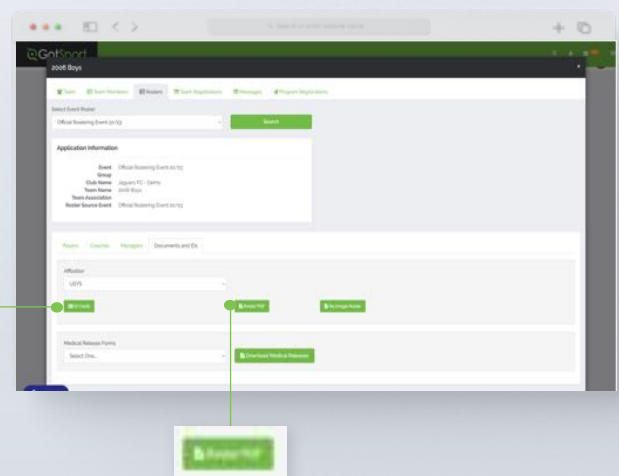 GotSport
2006 Boys
Team Team Members Rosters Team Registrations Messages Program Registrations
Select Event Roster
Official Rostering Event 22/23 Search
Application Information
Event Official Rostering Event 22/23
Group
Club Name Jaguars FC - Demo
Team Name 2006 Boys
Team Association
Roster Source Event Official Rostering Event 22/23
Players Coaches Managers Documents and IDs
Affiliation
USYS
ID Cards Roster PDF No Image Roster
Medical Release Forms
Select One... Download Medical Releases
Roster PDF